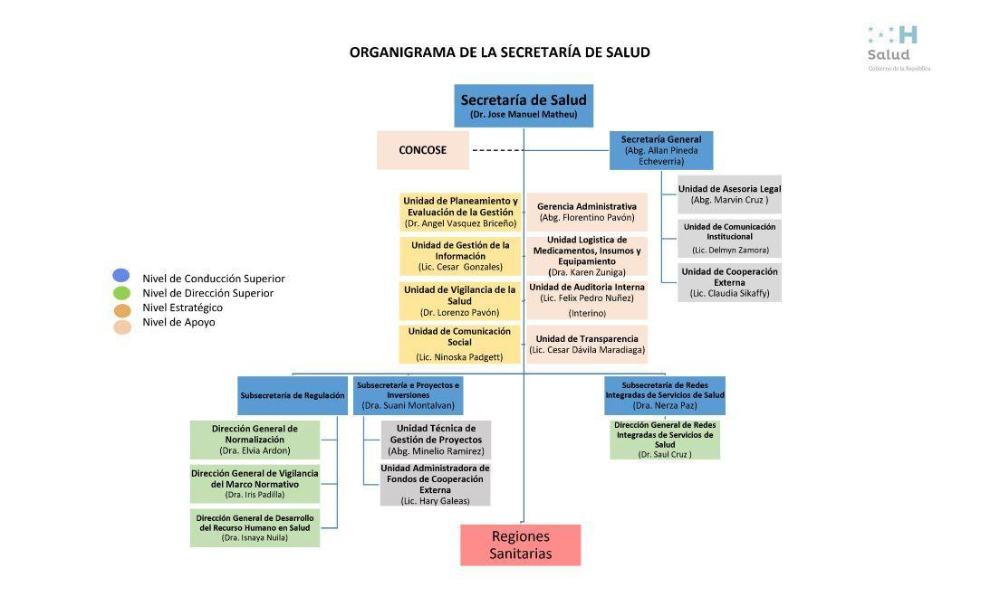 ORGANIGRAMA DE LA SECRETARÍA DE SALUD
H
Salud
Gobierno de la República
Secretaría de Salud
(Dr. Jose Manuel Matheu)
CONCOSE
Secretaría General
(Abg. Allan Pineda
Echeverria)
Unidad de Asesoria Legal
(Abg. Marvin Cruz )
Unidad de Comunicación
Institucional
(Lic. Delmyn Zamora)
Unidad de Cooperación
Externa
(Lic. Claudia Sikaffy)
Unidad de Planeamiento y
Evaluación de la Gestión
(Dr. Angel Vasquez Briceño)
Gerencia Administrativa
(Abg. Florentino Pavón)
Unidad de Gestión de la
Información
(Lic. Cesar Gonzales)
Unidad Logistica de
Medicamentos, Insumos y
Equipamiento
(Dra. Karen Zuniga)
Unidad de Vigilancia de la
Salud
(Dr. Lorenzo Pavón)
Unidad de Auditoria Interna
(Lic. Felix Pedro Nuñez)
(Interino)
Unidad de Comunicación
Social
(Lic. Ninoska Padgett)
Unidad de Transparencia
(Lic. Cesar Dávila Maradiaga)
Nivel de Conducción Superior
Nivel de Dirección Superior
Nivel Estratégico
Nivel de Apoyo
Subsecretaría de Regulación
Subsecretaría e Proyectos e
Inversiones
(Dra. Suani Montalvan)
Subsecretaría de Redes
Integradas de Servicios de Salud
(Dra. Nerza Paz)
Dirección General de
Normalización
(Dra. Elvia Ardon)
Dirección General de Vigilancia
del Marco Normativo
(Dra. Iris Padilla)
Dirección General de Desarrollo
del Recurso Humano en Salud
(Dra. Isnaya Nuila)
Unidad Técnica de
Gestión de Proyectos
(Abg. Minelio Ramirez)
Unidad Administradora de
Fondos de Cooperación
Externa
(Lic. Hary Galeas)
Dirección General de Redes
Integradas de Servicios de
Salud
(Dr. Saul Cruz )
Regiones
Sanitarias